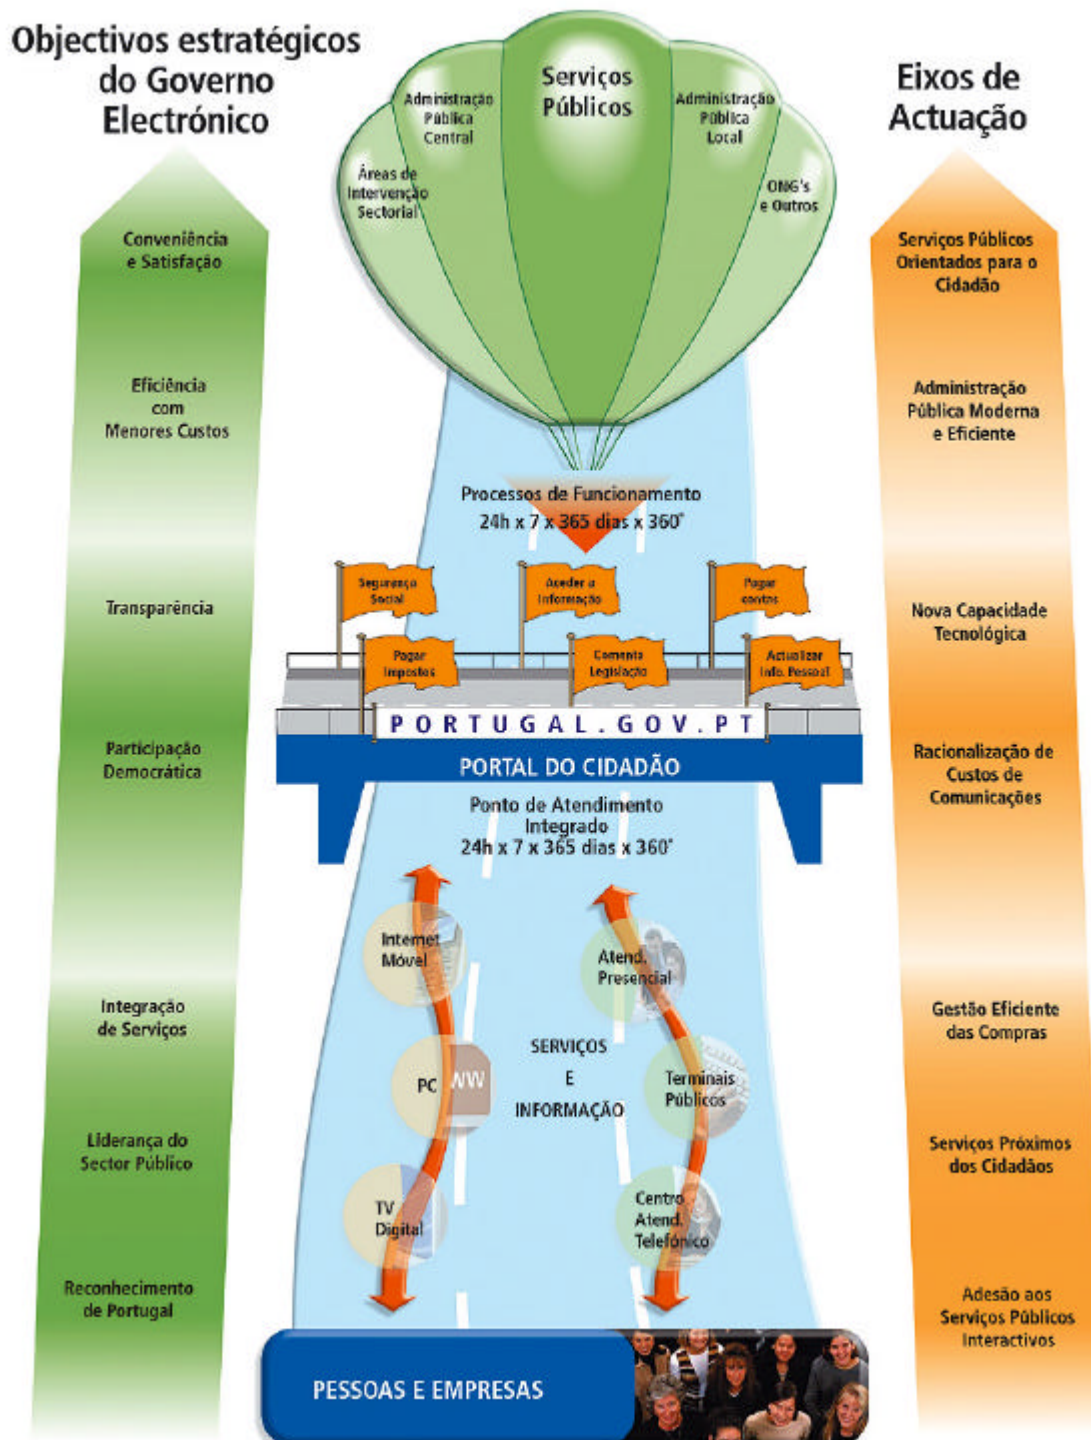 Objectivos estratégicos
do Governo
Electrónico
Conveniência
e Satisfação
Eficiência
com
Menores Custos
Transparência
Participação
Democrática
Integração
de Serviços
Liderança do
Sector Público
Reconhecimento
de Portugal
Serviços
Públicos
Administração
Pública
Central
Administração
Pública
Local
Áreas de
Intervenção
Sectorial
ONG's
e Outros
Processos de Funcionamento
24h x 7 x 365 dias x 360°
Segurança
Social
Aceder a
Informação
Pagar
contas
Pagar
Impostos
Comenta
Legislação
Actualizar
Info. Pessoal
PORTUGAL.GOV.PT
PORTAL DO CIDADÃO
Ponto de Atendimento
Integrado
24h x 7 x 365 dias x 360°
Internet
Móvel
Atend.
Presencial
PC
WW
SERVIÇOS
E
INFORMAÇÃO
Terminais
Públicos
TV
Digital
Centro
Atend.
Telefónico
PESSOAS E EMPRESAS
Eixos de
Actuação
Serviços Públicos
Orientados para o
Cidadão
Administração
Pública Moderna
e Eficiente
Nova Capacidade
Tecnológica
Racionalização de
Custos de
Comunicações
Gestão Eficiente
das Compras
Serviços Próximos
dos Cidadãos
Adesão aos
Serviços Públicos
Interactivos